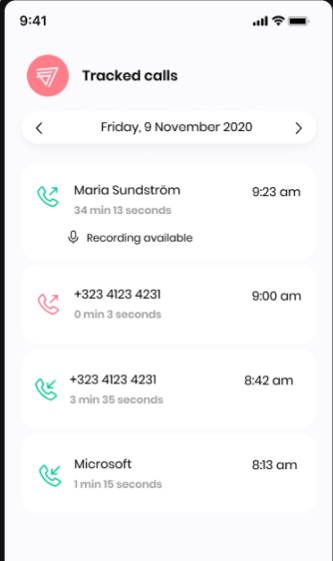 9:41
Tracked calls
Friday, 9 November 2020
Maria Sundström 9:23 am
34 min 13 seconds
Recording available
+323 4123 4231 9:00 am
0 min 3 seconds
+323 4123 4231 8:42 am
3 min 35 seconds
Microsoft 8:13 am
1 min 15 seconds